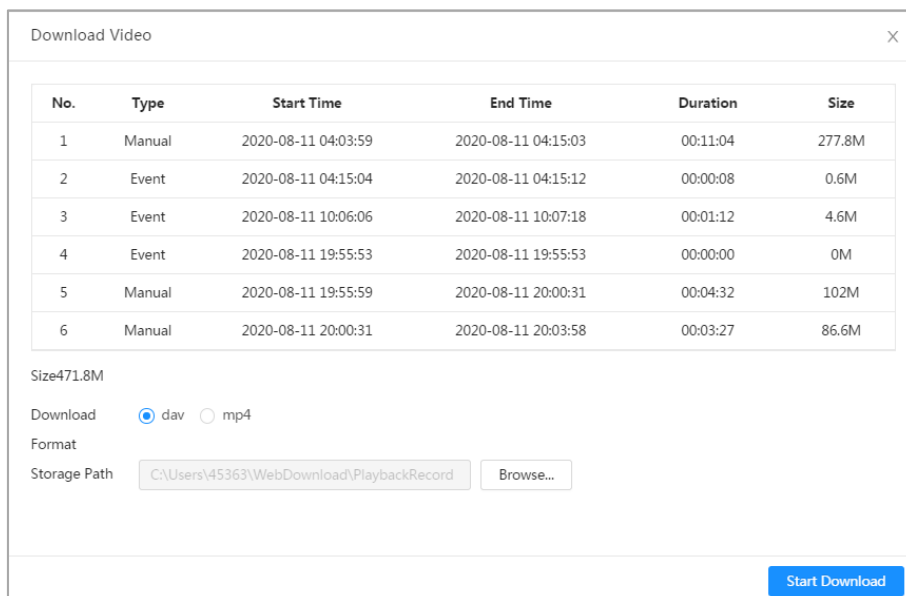 Download Video
No. Type Start Time End Time Duration Size
1 Manual 2020-08-11 04:03:59 2020-08-11 04:15:03 00:11:04 277.8M
2 Event 2020-08-11 04:15:04 2020-08-11 04:15:12 00:00:08 0.6M
3 Event 2020-08-11 10:06:06 2020-08-11 10:07:18 00:01:12 4.6M
4 Event 2020-08-11 19:55:53 2020-08-11 19:55:53 00:00:00 0M
5 Manual 2020-08-11 19:55:59 2020-08-11 20:00:31 00:04:32 102M
6 Manual 2020-08-11 20:00:31 2020-08-11 20:03:58 00:03:27 86.6M
Size471.8M
Download dav mp4
Format
Storage Path C:\Users\45363\WebDownload\PlaybackRecord Browse...
Start Download